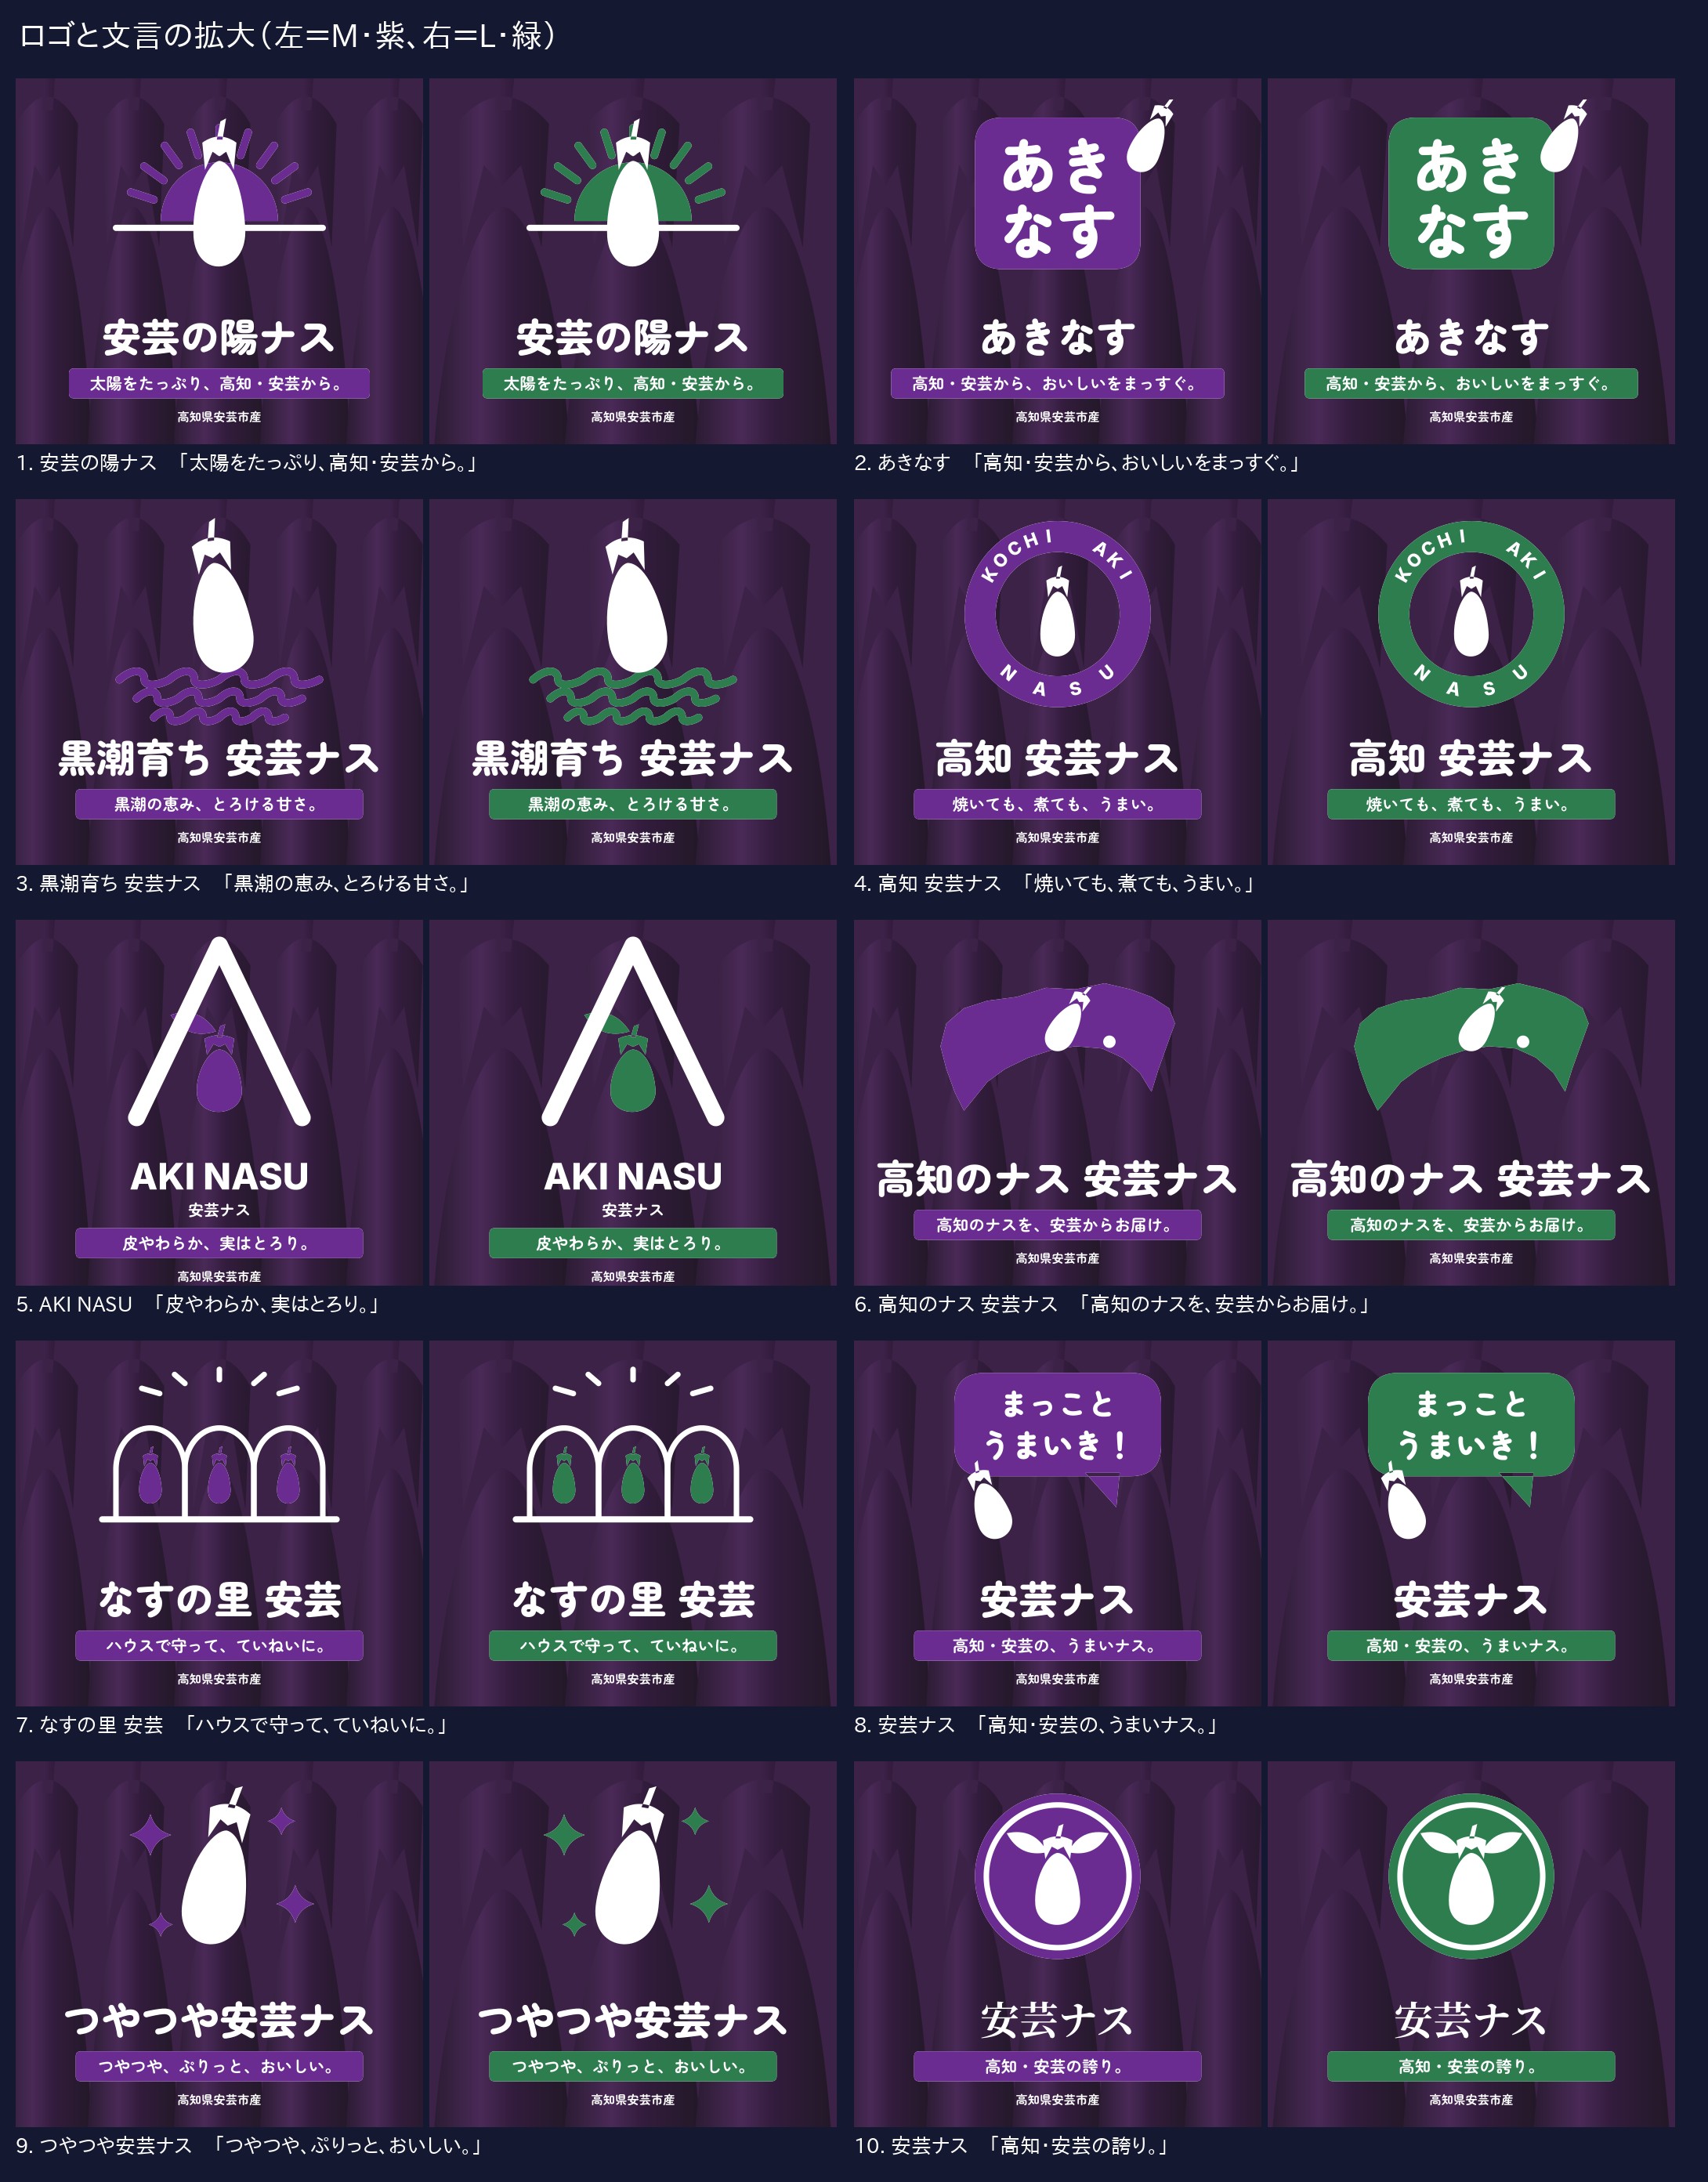 ロゴと文言の拡大（左＝M・紫、右＝L・緑）
安芸の陽ナス
太陽をたっぷり、高知・安芸から。
高知県安芸市産
安芸の陽ナス
太陽をたっぷり、高知・安芸から。
高知県安芸市産
1. 安芸の陽ナス　「太陽をたっぷり、高知・安芸から。」
あき
なす
あきなす
高知・安芸から、おいしいをまっすぐ。
高知県安芸市産
あき
なす
あきなす
高知・安芸から、おいしいをまっすぐ。
高知県安芸市産
2. あきなす　「高知・安芸から、おいしいをまっすぐ。」
黒潮育ち 安芸ナス
黒潮の恵み、とろける甘さ。
高知県安芸市産
黒潮育ち 安芸ナス
黒潮の恵み、とろける甘さ。
高知県安芸市産
3. 黒潮育ち 安芸ナス　「黒潮の恵み、とろける甘さ。」
KOCHI AKI
NASU
高知 安芸ナス
焼いても、煮ても、うまい。
高知県安芸市産
KOCHI AKI
NASU
高知 安芸ナス
焼いても、煮ても、うまい。
高知県安芸市産
4. 高知 安芸ナス　「焼いても、煮ても、うまい。」
AKI NASU
安芸ナス
皮やわらか、実はとろり。
高知県安芸市産
AKI NASU
安芸ナス
皮やわらか、実はとろり。
高知県安芸市産
5. AKI NASU　「皮やわらか、実はとろり。」
高知のナス 安芸ナス
高知のナスを、安芸からお届け。
高知県安芸市産
高知のナス 安芸ナス
高知のナスを、安芸からお届け。
高知県安芸市産
6. 高知のナス 安芸ナス　「高知のナスを、安芸からお届け。」
なすの里 安芸
ハウスで守って、ていねいに。
高知県安芸市産
なすの里 安芸
ハウスで守って、ていねいに。
高知県安芸市産
7. なすの里 安芸　「ハウスで守って、ていねいに。」
まっこと
うまいき！
安芸ナス
高知・安芸の、うまいナス。
高知県安芸市産
まっこと
うまいき！
安芸ナス
高知・安芸の、うまいナス。
高知県安芸市産
8. 安芸ナス　「高知・安芸の、うまいナス。」
つやつや安芸ナス
つやつや、ぷりっと、おいしい。
高知県安芸市産
つやつや安芸ナス
つやつや、ぷりっと、おいしい。
高知県安芸市産
9. つやつや安芸ナス　「つやつや、ぷりっと、おいしい。」
安芸ナス
高知・安芸の誇り。
高知県安芸市産
安芸ナス
高知・安芸の誇り。
高知県安芸市産
10. 安芸ナス　「高知・安芸の誇り。」